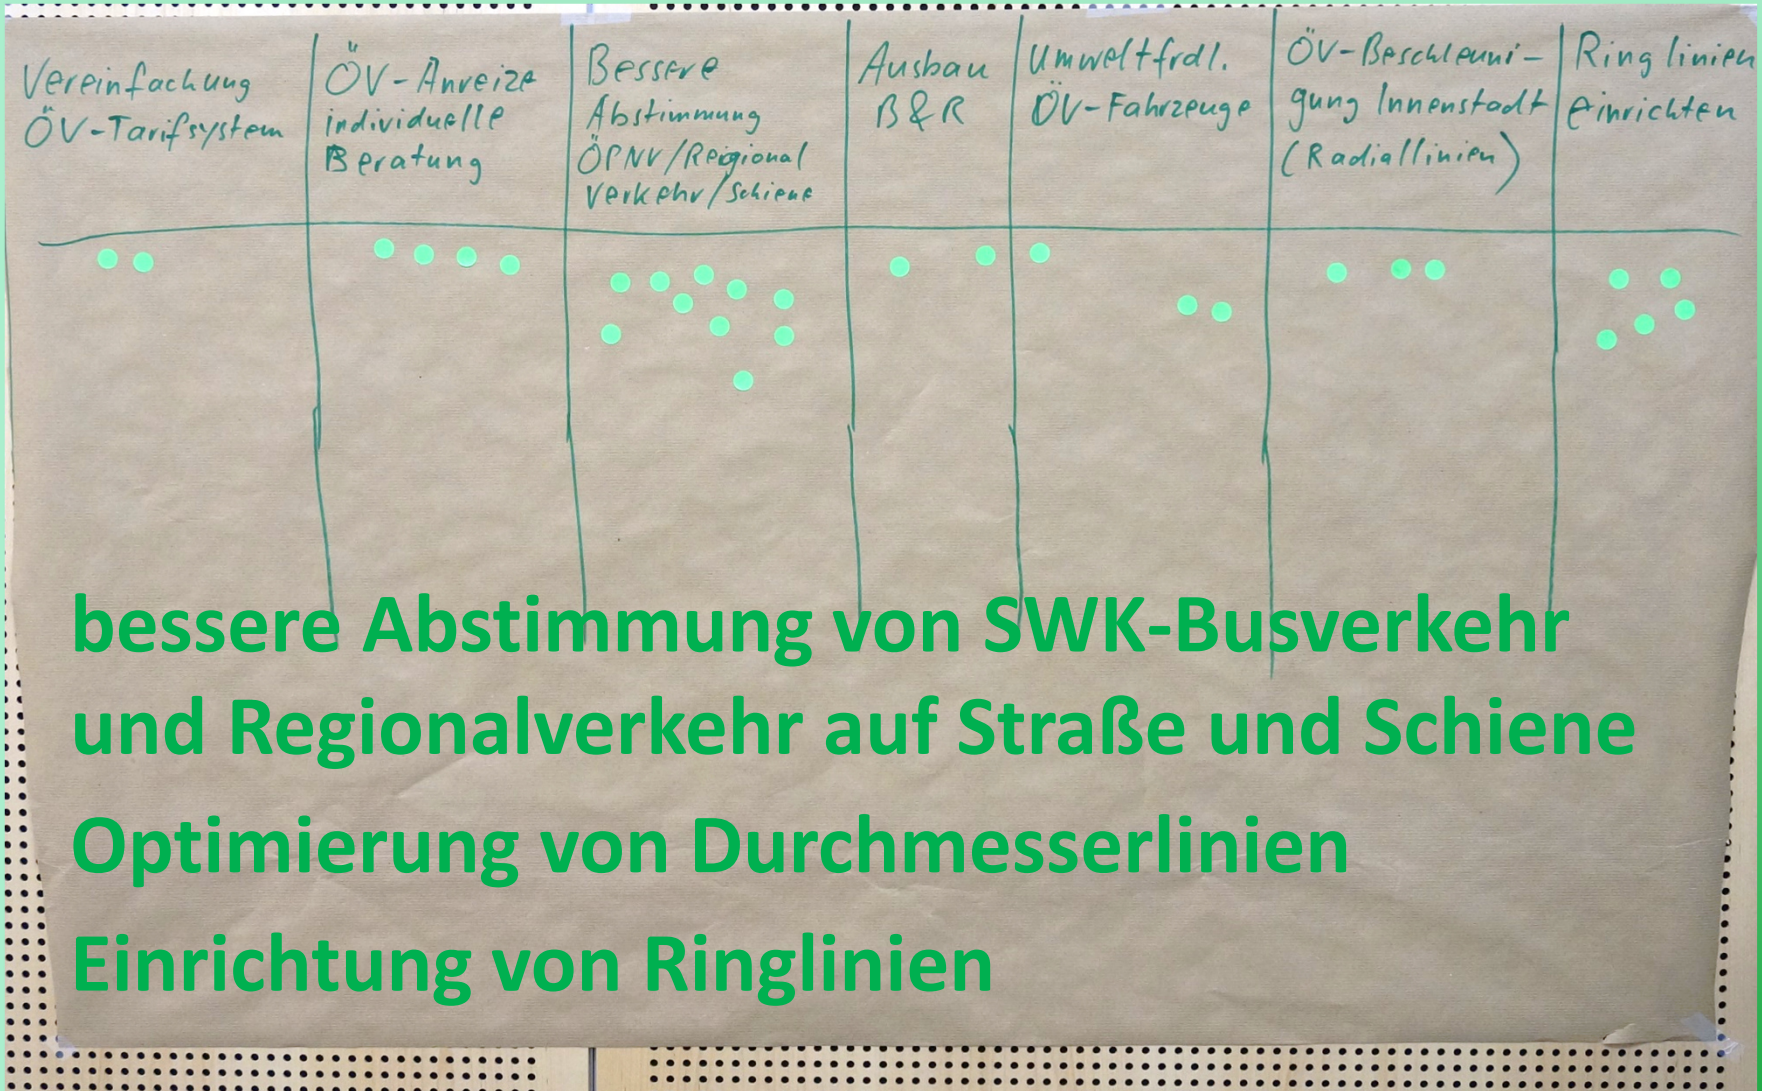 Vereinfachung
ÖV-Tarifsystem
ÖV-Anreize
individuelle
Beratung
Bessere
Abstimmung
ÖPNV/Regional
verkehr/Schiene
Ausbau
B&R
Umweltfrdl.
ÖV-Fahrzeuge
ÖV-Beschleuni-
gung Innenstadt
(Radiallinien)
Ringlinien
einrichten
bessere Abstimmung von SWK-Busverkehr
und Regionalverkehr auf Straße und Schiene
Optimierung von Durchmesserlinien
Einrichtung von Ringlinien